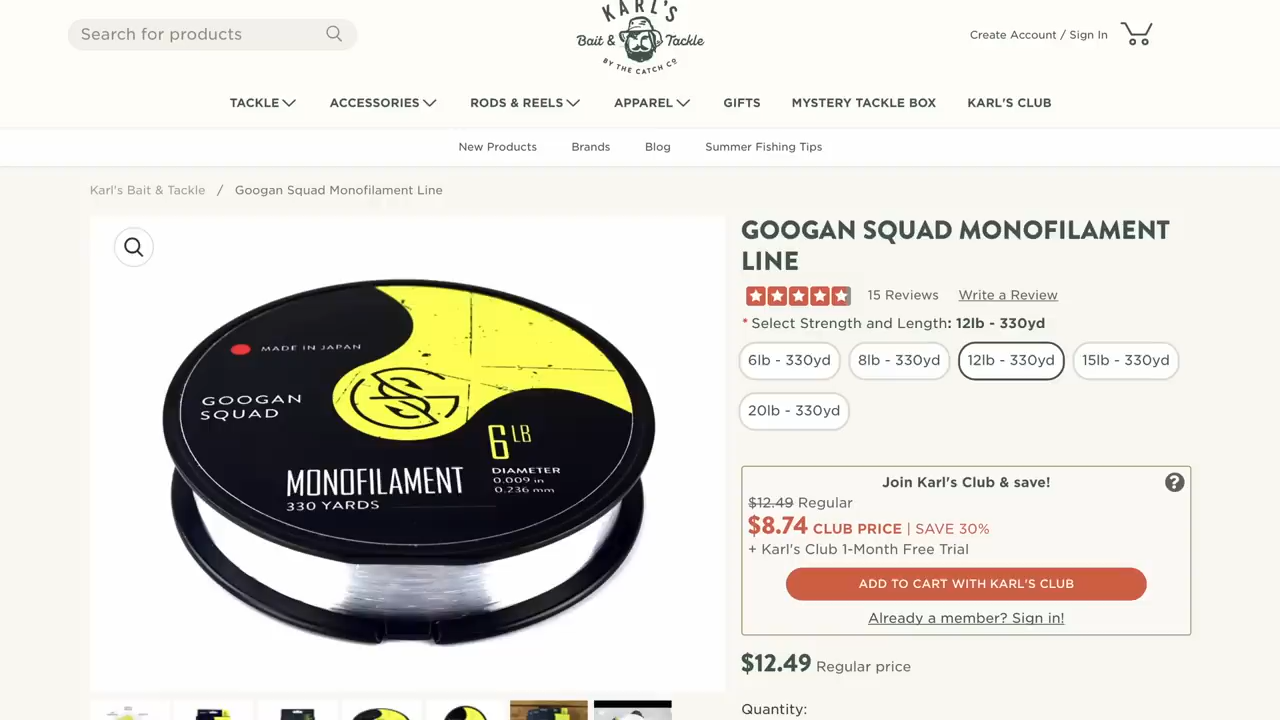 Search for products
KARL'S
Bait & Tackle
BY THE CATCH CO
Create Account / Sign In
TACKLE
ACCESSORIES
RODS & REELS
APPAREL
GIFTS
MYSTERY TACKLE BOX
KARL'S CLUB
New Products
Brands
Blog
Summer Fishing Tips
Karl's Bait & Tackle / Googan Squad Monofilament Line
MADE IN JAPAN
GOOGAN
SQUAD
6 LB
MONOFILAMENT
330 YARDS
DIAMETER
0.009 in
0.236 mm
GOOGAN SQUAD MONOFILAMENT
LINE
15 Reviews
Write a Review
* Select Strength and Length: 12lb - 330yd
6lb - 330yd
8lb - 330yd
12lb - 330yd
15lb - 330yd
20lb - 330yd
Join Karl's Club & save!
?
$12.49 Regular
$8.74 CLUB PRICE | SAVE 30%
+ Karl's Club 1-Month Free Trial
ADD TO CART WITH KARL'S CLUB
Already a member? Sign in!
$12.49 Regular price
Quantity: